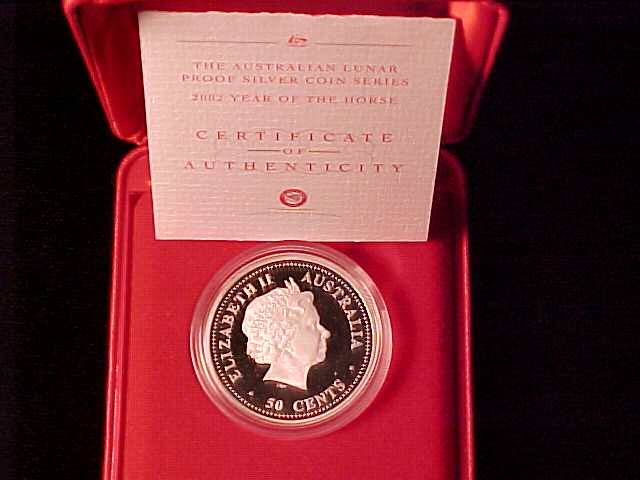 THE AUSTRALIAN LUNAR
PROOF SILVER COIN SERIES
2002 YEAR OF THE HORSE
CERTIFICATE
OF
AUTHENTICITY
ELIZABETH II AUSTRALIA
50 CENTS